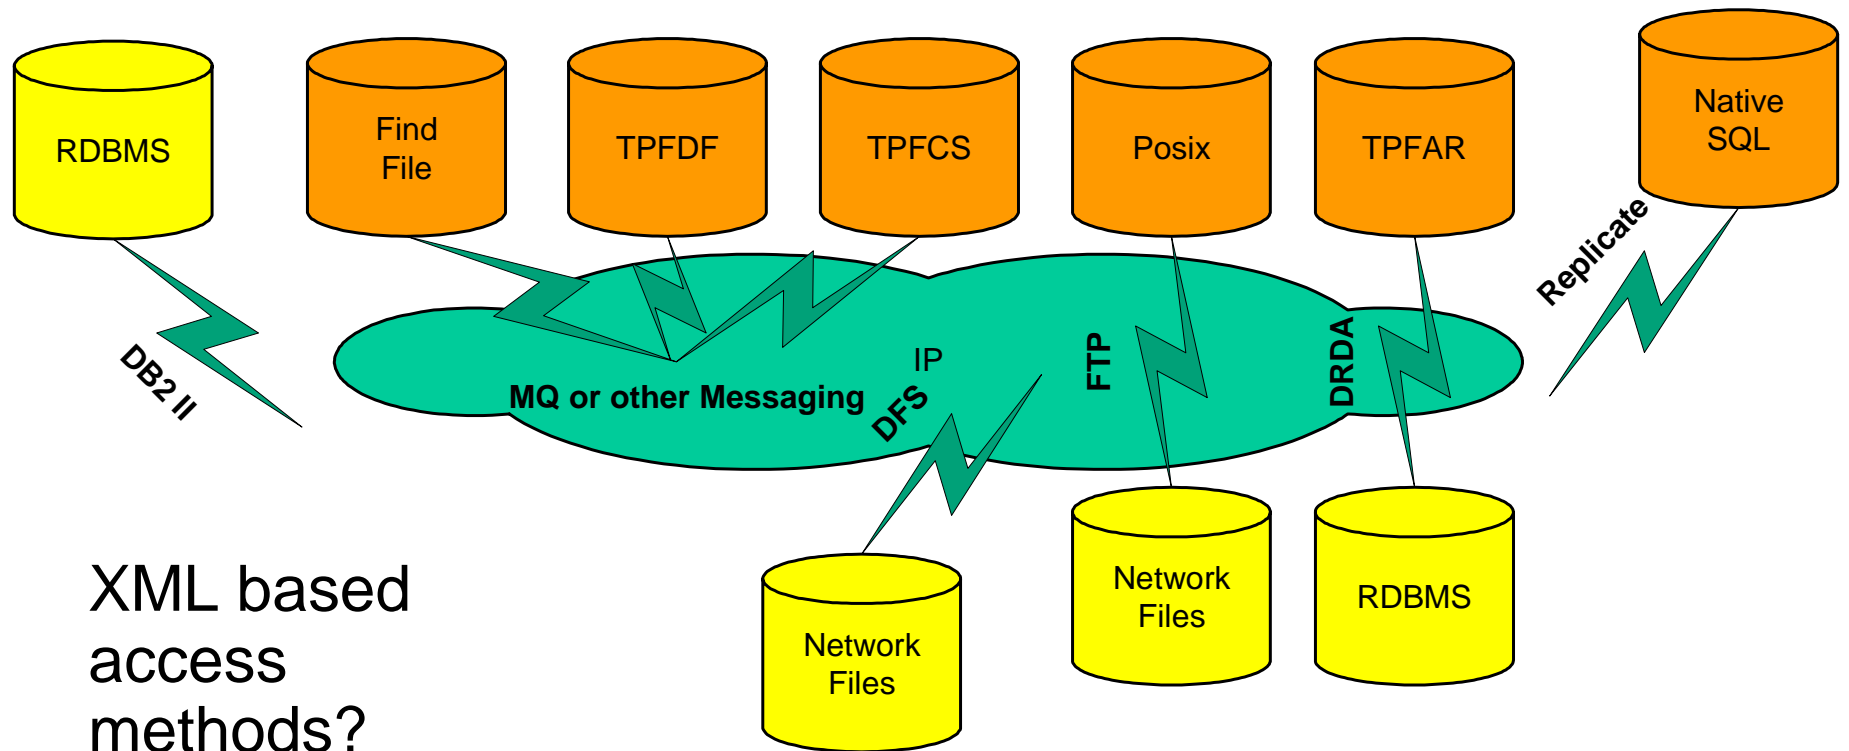 RDBMS
Find
File
TPFDF
TPFCS
Posix
TPFAR
Native
SQL
Replicate
DB2 II
IP
MQ or other Messaging
DFS
FTP
DRDA
Network
Files
Network
Files
RDBMS
XML based
access
methods?